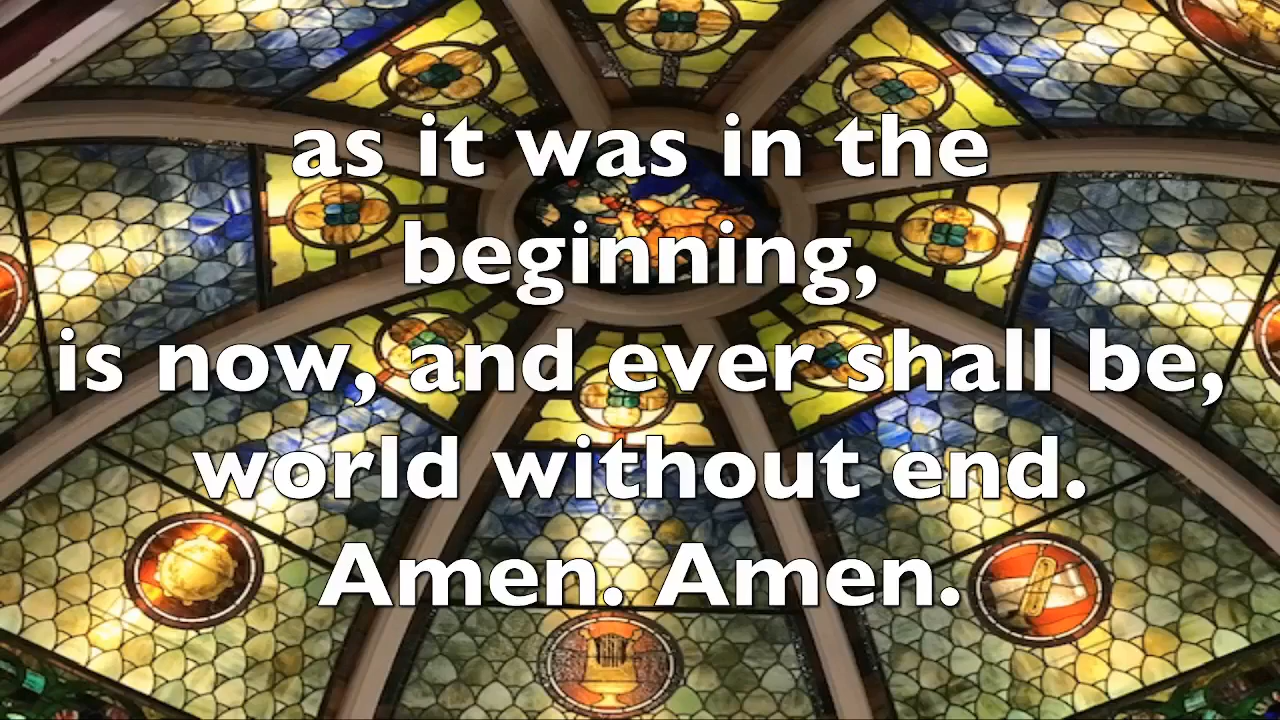 as it was in the
beginning,
is now, and ever shall be,
world without end.
Amen. Amen.